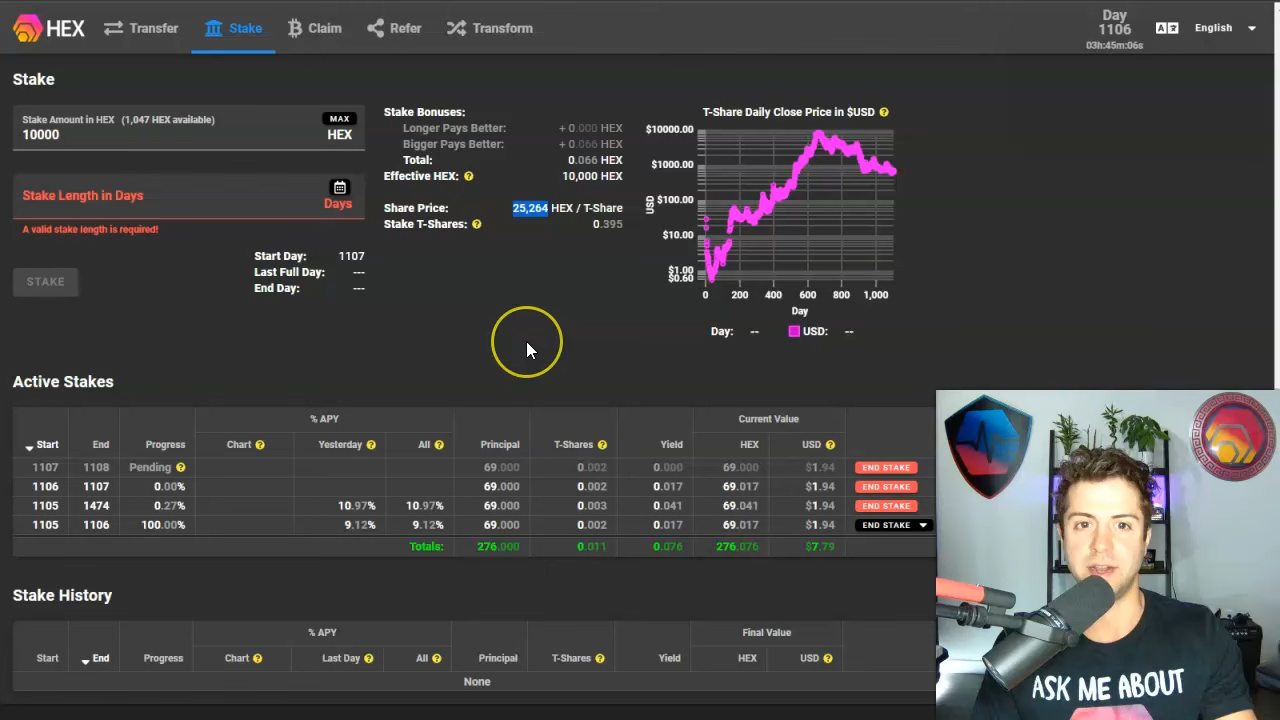 HEX
Transfer
Stake
Claim
Refer
Transform
Day
1106
03h:45m:06s
English
Stake
Stake Amount in HEX (1,047 HEX available)
MAX
10000
HEX
Stake Length in Days
Days
A valid stake length is required!
Start Day: 1107
Last Full Day: ---
End Day: ---
STAKE
Stake Bonuses:
Longer Pays Better: + 0.000 HEX
Bigger Pays Better: + 0.066 HEX
Total: 0.066 HEX
Effective HEX: ? 10,000 HEX
Share Price: 25,264 HEX / T-Share
Stake T-Shares: ? 0.395
T-Share Daily Close Price in $USD ?
$10000.00
$1000.00
$100.00
$10.00
$1.00
$0.60
USD
0 200 400 600 800 1,000
Day
Day: -- USD: --
Active Stakes
% APY Current Value
Start End Progress Chart ? Yesterday ? All ? Principal T-Shares ? Yield HEX USD ?
1107 1108 Pending ? 69.000 0.002 0.000 69.000 $1.94 END STAKE
1106 1107 0.00% 69.000 0.002 0.017 69.017 $1.94 END STAKE
1105 1474 0.27% 10.97% 10.97% 69.000 0.003 0.041 69.041 $1.94 END STAKE
1105 1106 100.00% 9.12% 9.12% 69.000 0.002 0.017 69.017 $1.94 END STAKE
Totals: 276.000 0.011 0.076 276.076 $7.79
Stake History
% APY Final Value
Start End Progress Chart ? Last Day ? All ? Principal T-Shares ? Yield HEX USD ?
None
ASK ME ABOUT